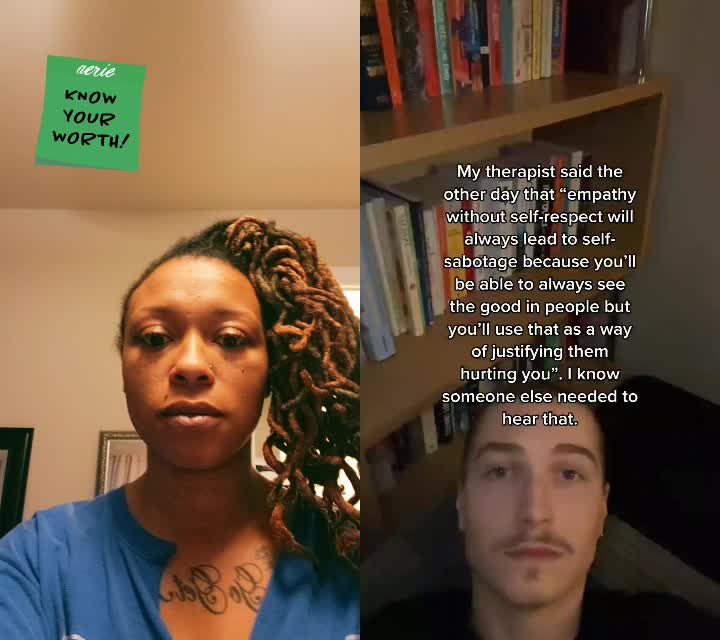 aerie
KNOW
YOUR
WORTH!
My therapist said the
other day that “empathy
without self-respect will
always lead to self-
sabotage because you’ll
be able to always see
the good in people but
you’ll use that as a way
of justifying them
hurting you”. I know
someone else needed to
hear that.